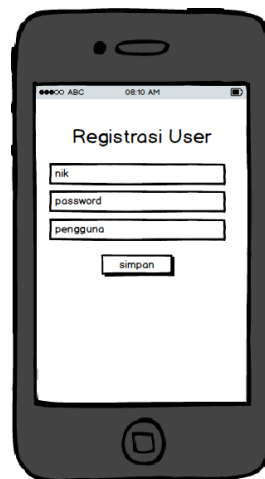 ABC 08:10 AM
Registrasi User
nik
password
pengguna
simpan